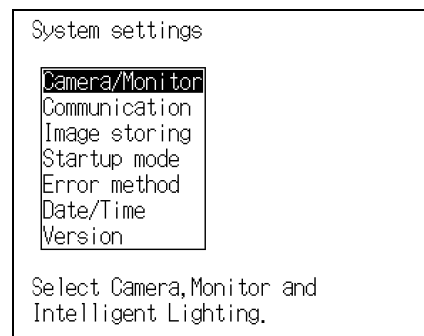 System settings
Camera/Monitor
Communication
Image storing
Startup mode
Error method
Date/Time
Version
Select Camera,Monitor and
Intelligent Lighting.